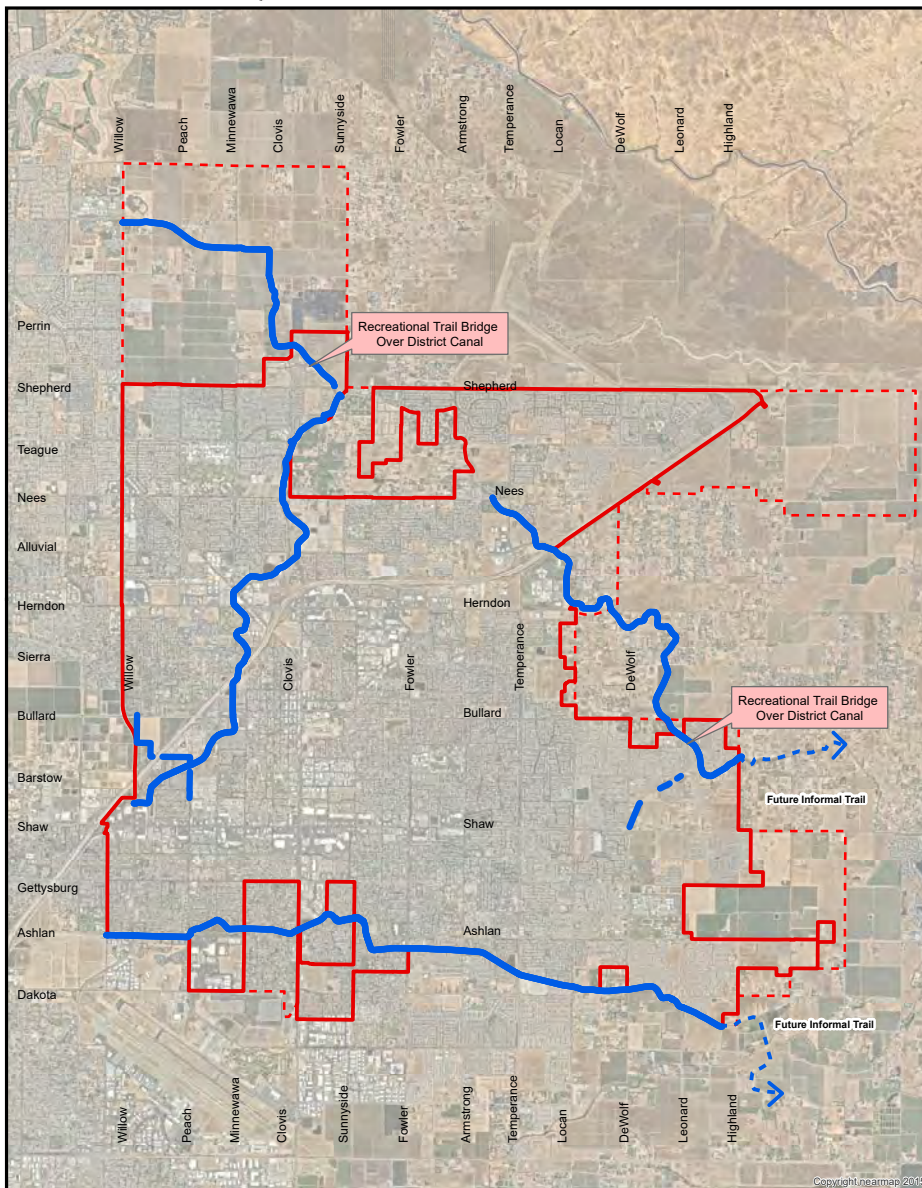 Willow
Peach
Minnewawa
Clovis
Sunnyside
Fowler
Armstrong
Temperance
Locan
DeWolf
Leonard
Highland
Perrin
Recreational Trail Bridge
Over District Canal
Shepherd
Shepherd
Teague
Nees
Nees
Alluvial
Herndon
Herndon
Sierra
Willow
Clovis
Fowler
Temperance
DeWolf
Bullard
Bullard
Recreational Trail Bridge
Over District Canal
Barstow
Future Informal Trail
Shaw
Shaw
Gettysburg
Ashlan
Ashlan
Dakota
Future Informal Trail
Willow
Peach
Minnewawa
Clovis
Sunnyside
Fowler
Armstrong
Temperance
Locan
DeWolf
Leonard
Highland
Copyright nearmap